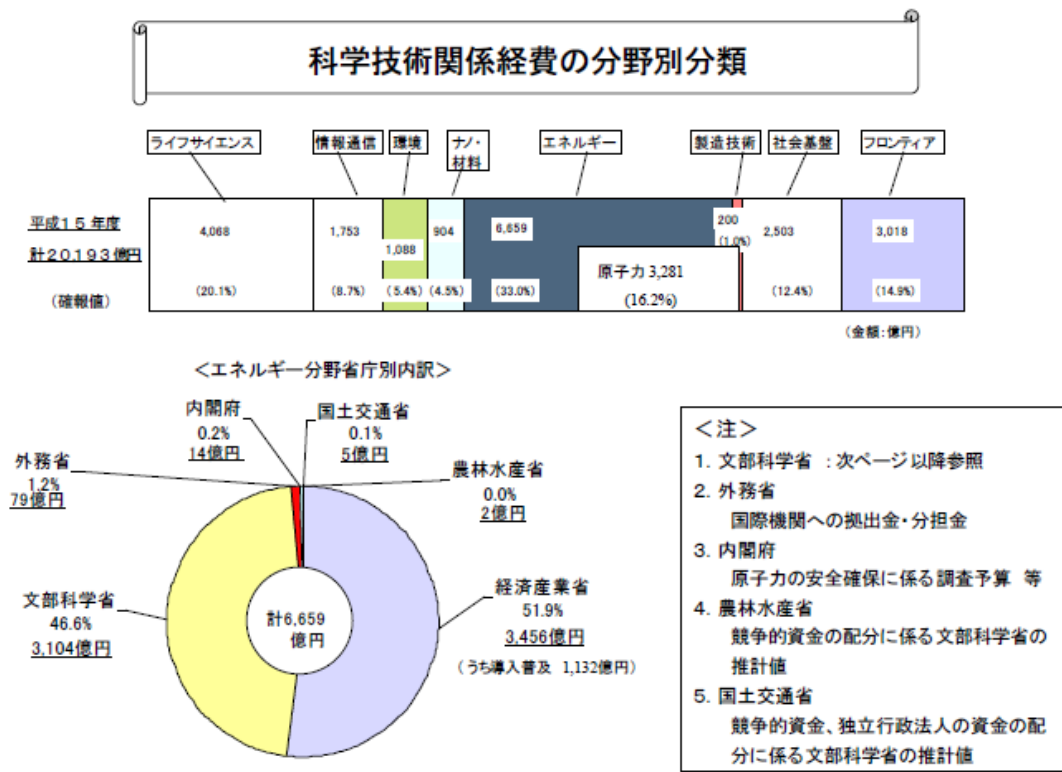 科学技術関係経費の分野別分類
ライフサイエンス 情報通信 環境 ナノ・材料 エネルギー 製造技術 社会基盤 フロンティア
平成15年度
計20193億円
(確報値)
4,068 1,753 1,088 904 6,659 200 2,503 3,018
(20.1%) (8.7%) (5.4%) (4.5%) (33.0%) (1.0%) (12.4%) (14.9%)
原子力 3,281
(16.2%)
(金額:億円)
<エネルギー分野省庁別内訳>
内閣府
0.2%
14億円
国土交通省
0.1%
5億円
外務省
1.2%
79億円
農林水産省
0.0%
2億円
文部科学省
46.6%
3,104億円
計6,659
億円
経済産業省
51.9%
3,456億円
(うち導入普及 1,132億円)
<注>
1. 文部科学省 :次ページ以降参照
2. 外務省
国際機関への拠出金・分担金
3. 内閣府
原子力の安全確保に係る調査予算 等
4. 農林水産省
競争的資金の配分に係る文部科学省の
推計値
5. 国土交通省
競争的資金、独立行政法人の資金の配
分に係る文部科学省の推計値